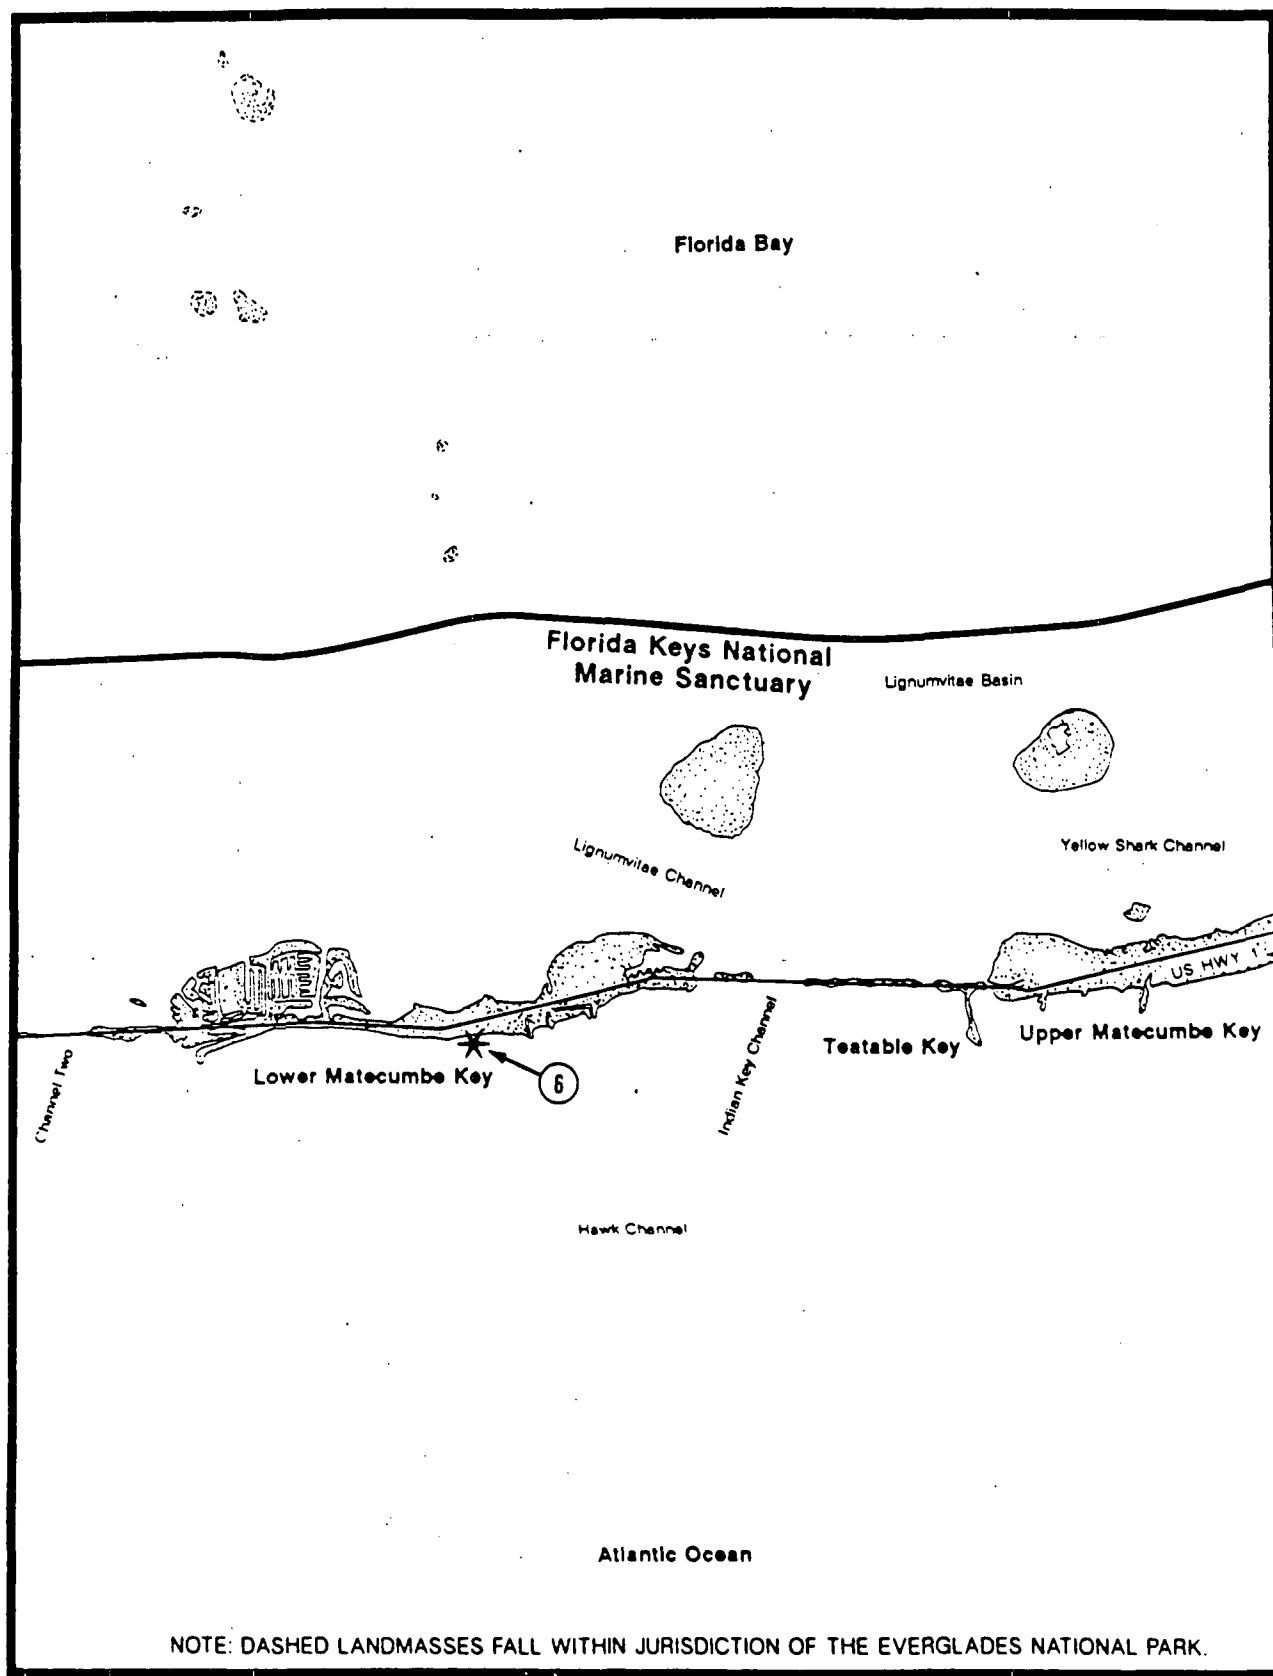 Florida Bay
Florida Keys National
Marine Sanctuary
Lignumvitae Basin
Lignumvitae Channel
Yellow Shark Channel
US HWY 1
Upper Matecumbe Key
Teatable Key
Indian Key Channel
Lower Matecumbe Key
6
Channel Two
Hawk Channel
Atlantic Ocean
NOTE: DASHED LANDMASSES FALL WITHIN JURISDICTION OF THE EVERGLADES NATIONAL PARK.